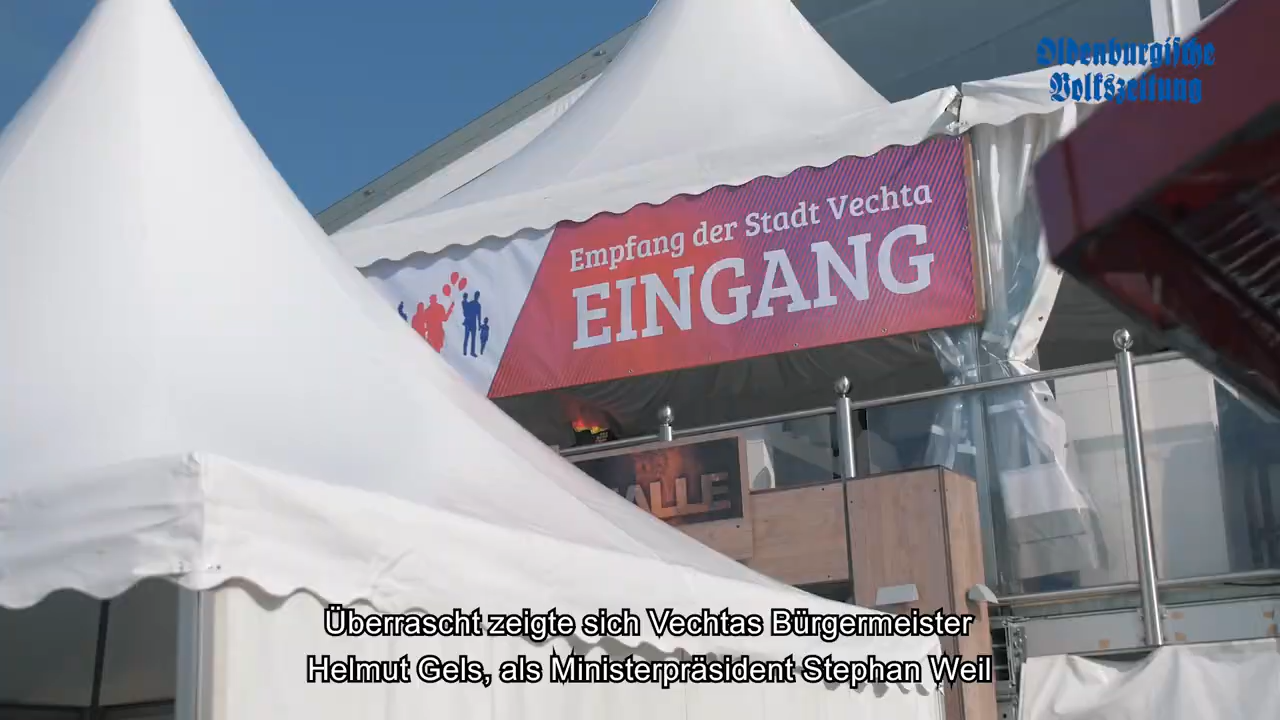 Oldenburgische
Volkszeitung
Empfang der Stadt Vechta
EINGANG
Überrascht zeigte sich Vechtas Bürgermeister
Helmut Gels, als Ministerpräsident Stephan Weil